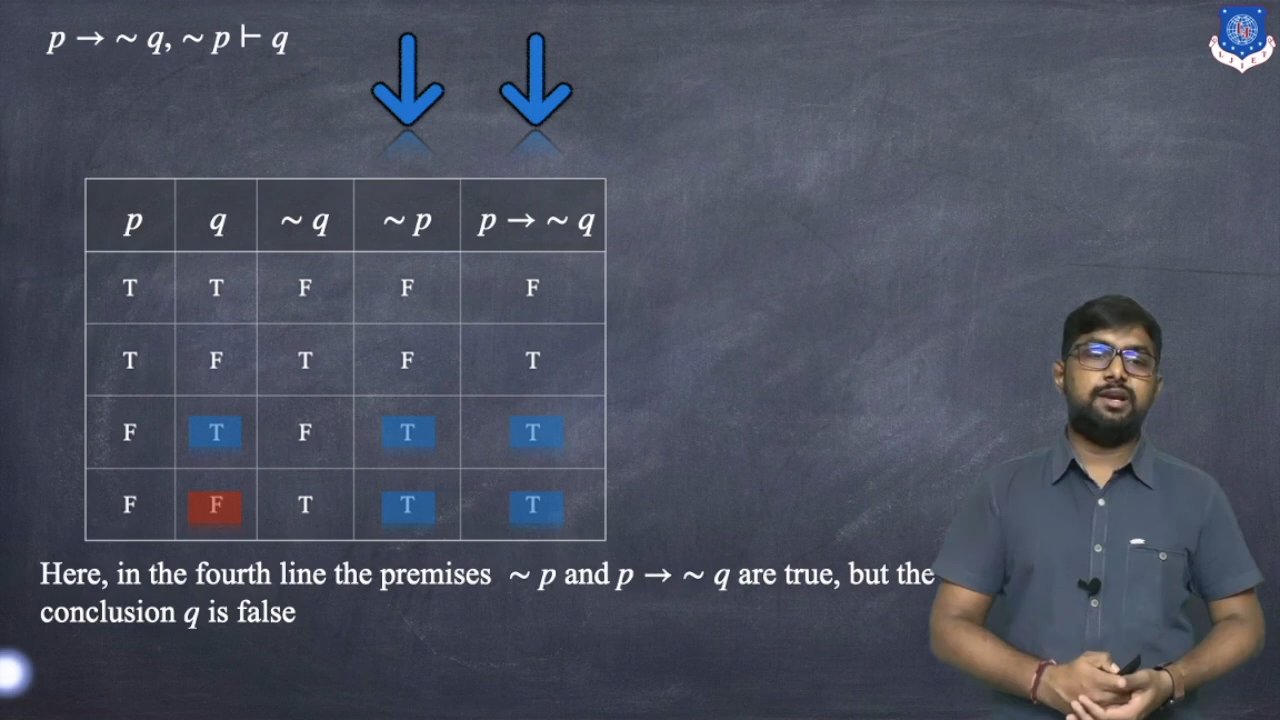 p → ~ q, ~ p ⊢ q
p q ~ q ~ p p → ~ q
T T F F F
T F T F T
F T F T T
F F T T T
Here, in the fourth line the premises ~ p and p → ~ q are true, but the
conclusion q is false